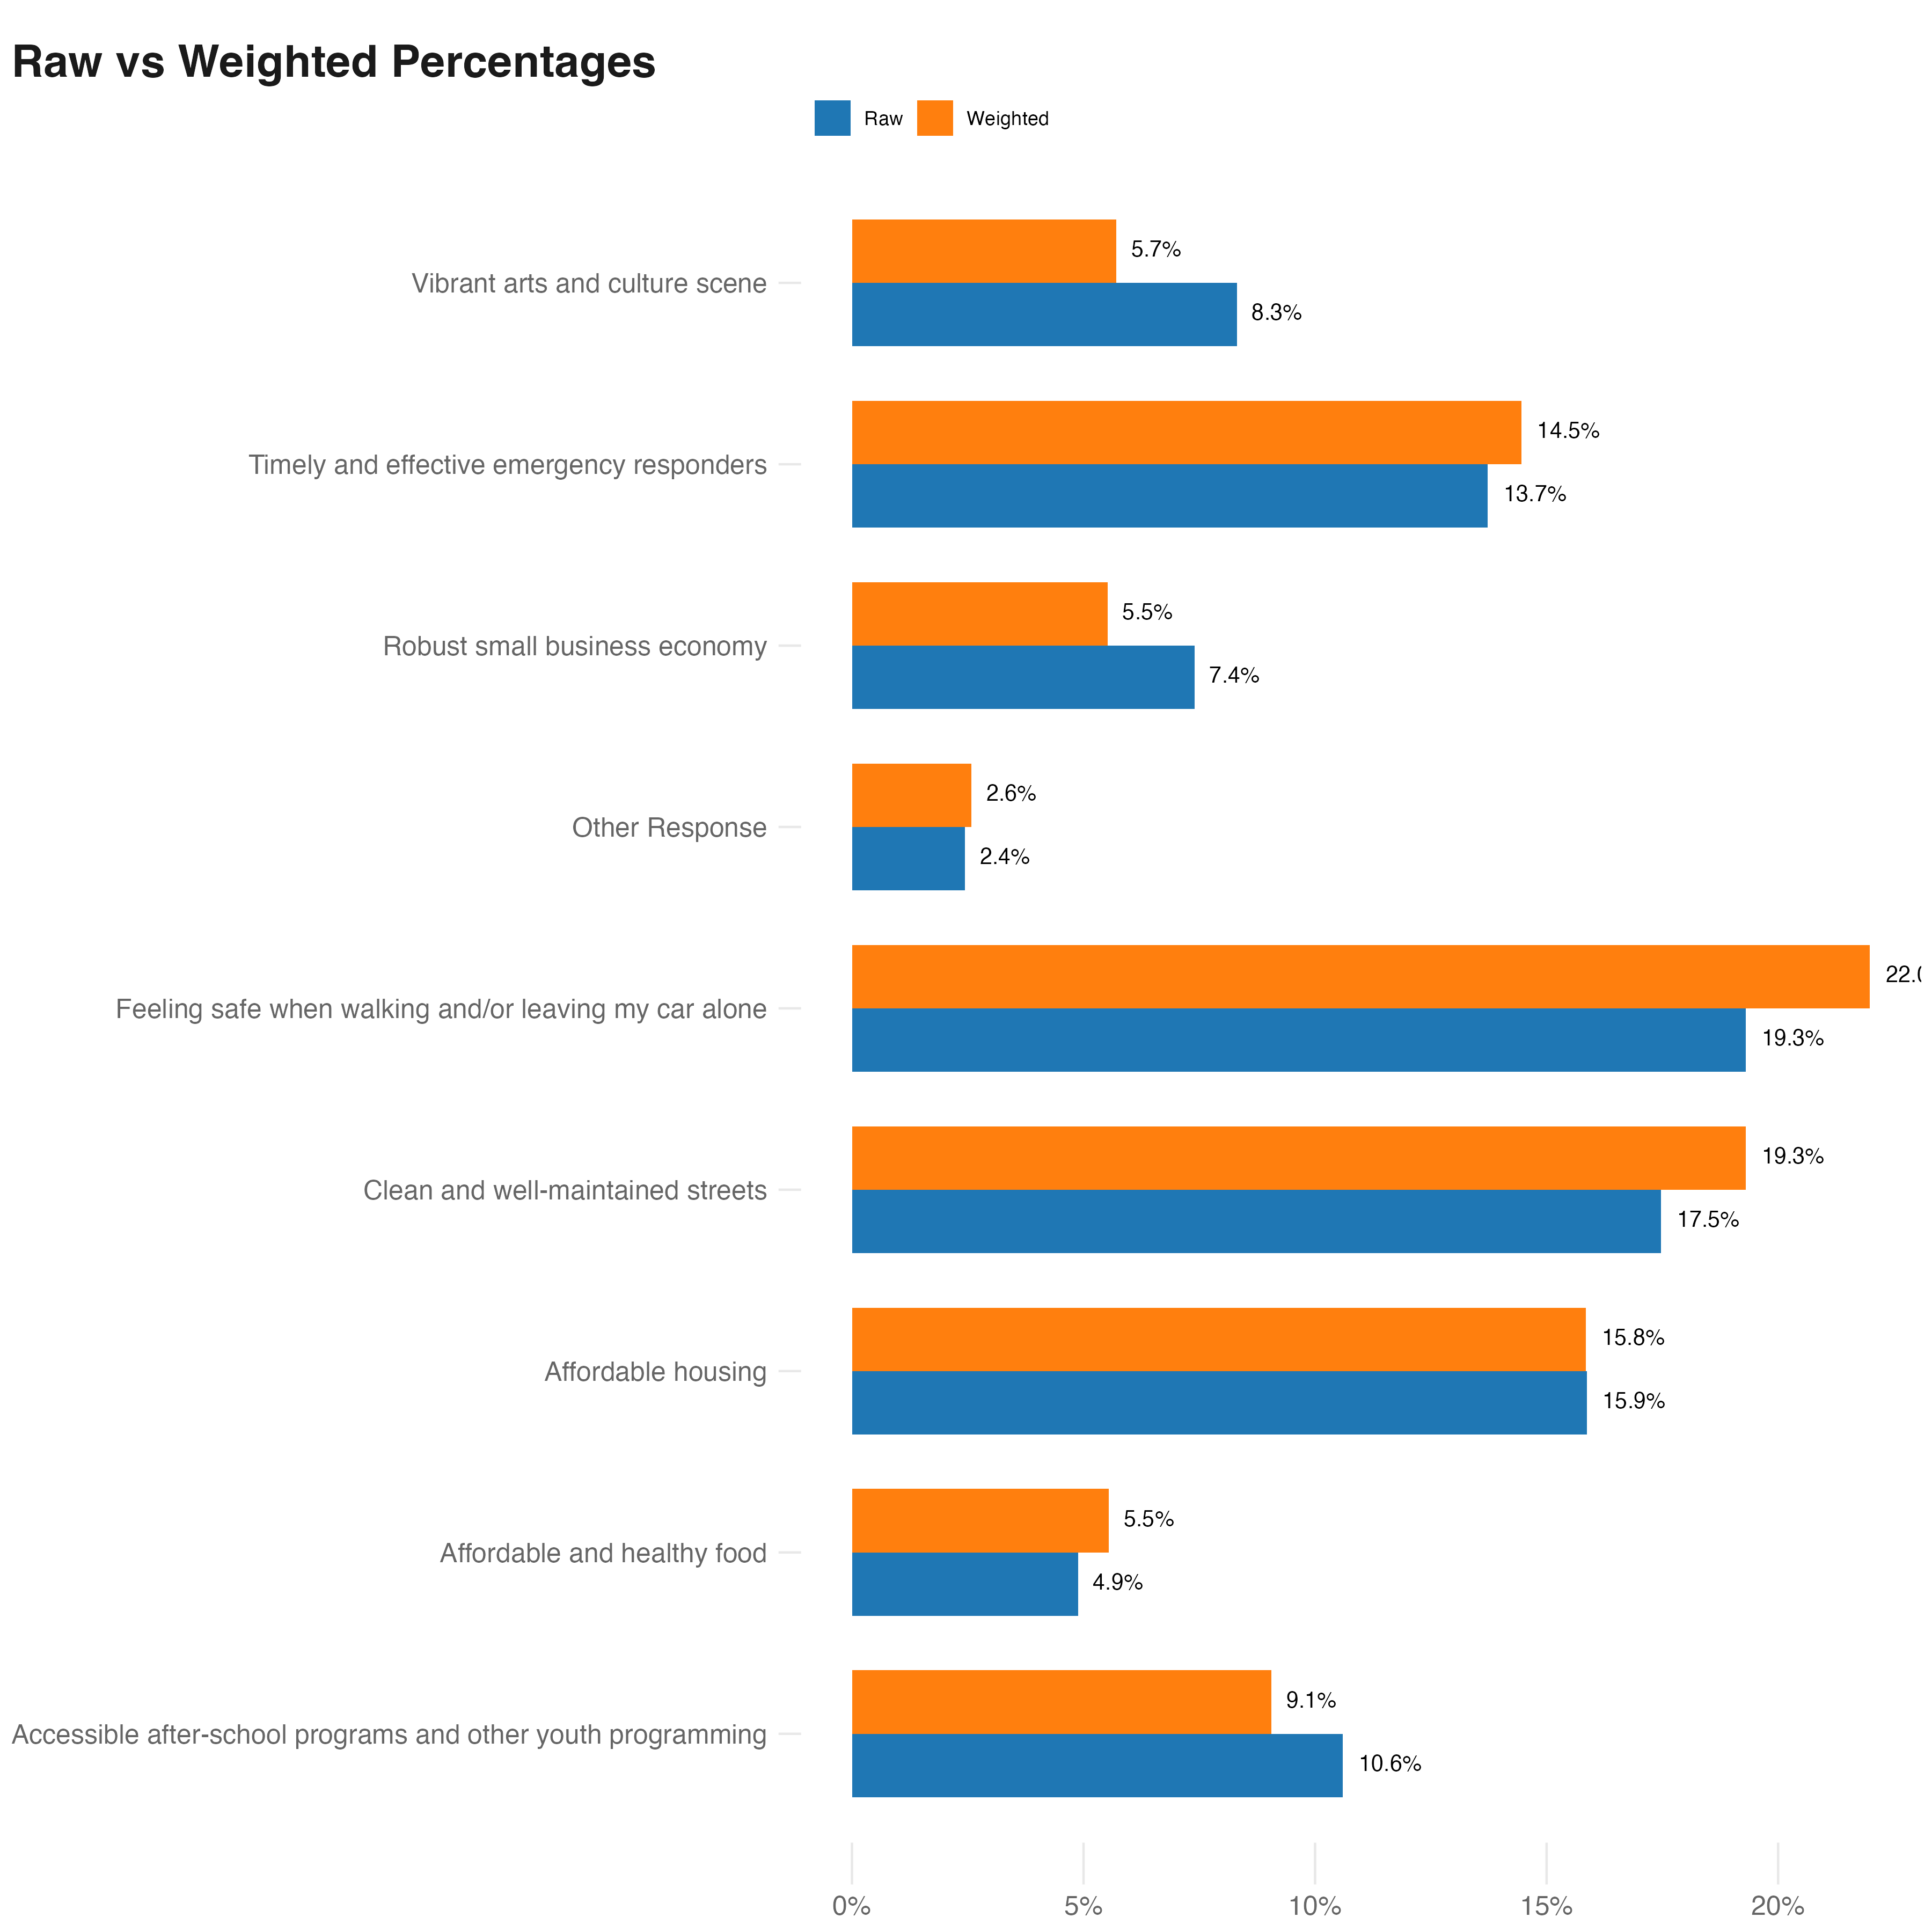 Raw vs Weighted Percentages
Raw Weighted
Vibrant arts and culture scene
5.7%
8.3%
Timely and effective emergency responders
14.5%
13.7%
Robust small business economy
5.5%
7.4%
Other Response
2.6%
2.4%
Feeling safe when walking and/or leaving my car alone
19.3%
Clean and well-maintained streets
19.3%
17.5%
Affordable housing
15.8%
15.9%
Affordable and healthy food
5.5%
4.9%
Accessible after-school programs and other youth programming
9.1%
10.6%
0% 5% 10% 15% 20%